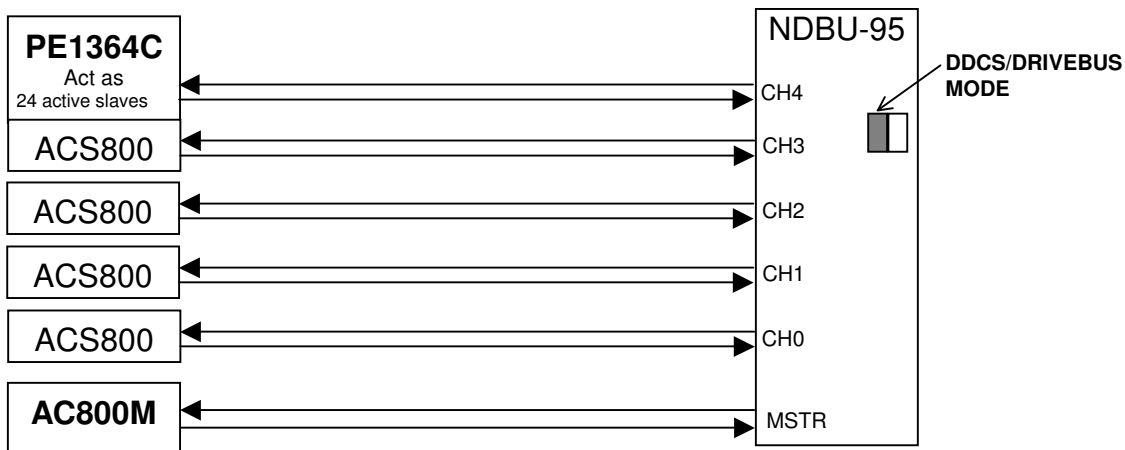 PE1364C
Act as
24 active slaves
ACS800
ACS800
ACS800
ACS800
AC800M
NDBU-95
CH4
CH3
CH2
CH1
CH0
MSTR
DDCS/DRIVEBUS
MODE